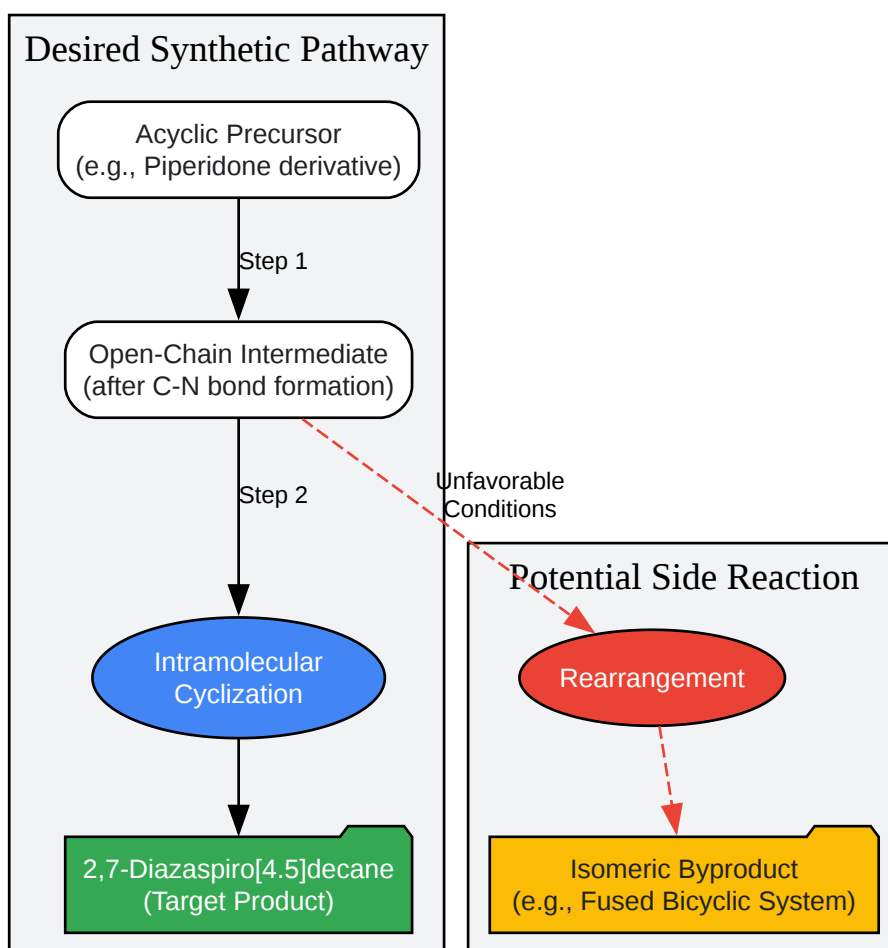 Desired Synthetic Pathway
Acyclic Precursor
(e.g., Piperidone derivative)
Step 1
Open-Chain Intermediate
(after C-N bond formation)
Step 2
Unfavorable
Conditions
Intramolecular
Cyclization
2,7-Diazaspiro[4.5]decane
(Target Product)
Potential Side Reaction
Rearrangement
Isomeric Byproduct
(e.g., Fused Bicyclic System)